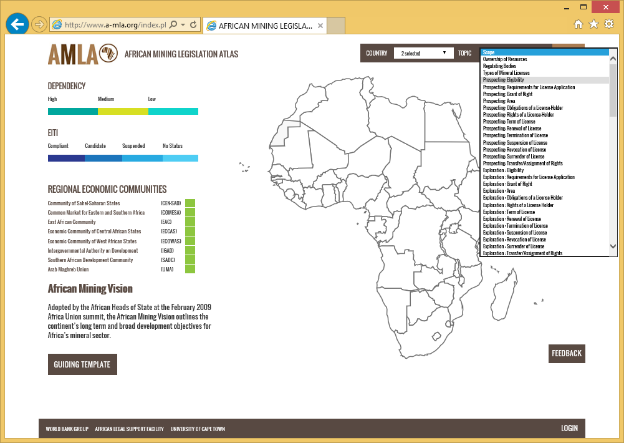 http://www.a-mla.org/index.pl
AFRICAN MINING LEGISLA...
AMLA
AFRICAN MINING LEGISLATION ATLAS
COUNTRY
2 selected
TOPIC
Scope
Ownership of Resources
Regulating Bodies
Types of Mineral Licenses
Prospecting: Eligibility
Prospecting: Requirements for License Application
Prospecting: Grant of Right
Prospecting: Area
Prospecting: Obligations of a License-Holder
Prospecting: Rights of a License-Holder
Prospecting: Term of License
Prospecting: Renewal of License
Prospecting: Termination of License
Prospecting: Suspension of License
Prospecting: Revocation of License
Prospecting: Surrender of License
Prospecting: Transfer/Assignment of Rights
Exploration - Eligibility
Exploration - Requirements for License Application
Exploration - Grant of Right
Exploration - Area
Exploration - Obligations of a License-Holder
Exploration - Rights of a License-Holder
Exploration - Term of License
Exploration - Renewal of License
Exploration - Termination of License
Exploration - Suspension of License
Exploration - Revocation of License
Exploration - Surrender of License
Exploration - Transfer/Assignment of Rights
DEPENDENCY
High Medium Low
EITI
Compliant Candidate Suspended No Status
REGIONAL ECONOMIC COMMUNITIES
Community of Sahel-Saharan States (CEN-SAD)
Common Market for Eastern and Southern Africa (COMESA)
East African Community (EAC)
Economic Community of Central African States (ECCAS)
Economic Community of West African States (ECOWAS)
Intergovernmental Authority on Development (IGAD)
Southern African Development Community (SADC)
Arab Maghreb Union (UMA)
African Mining Vision
Adopted by the African Heads of State at the February 2009
Africa Union summit, the African Mining Vision outlines the
continent's long term and broad development objectives for
Africa's mineral sector.
GUIDING TEMPLATE
FEEDBACK
WORLD BANK GROUP AFRICAN LEGAL SUPPORT FACILITY UNIVERSITY OF CAPE TOWN
LOGIN